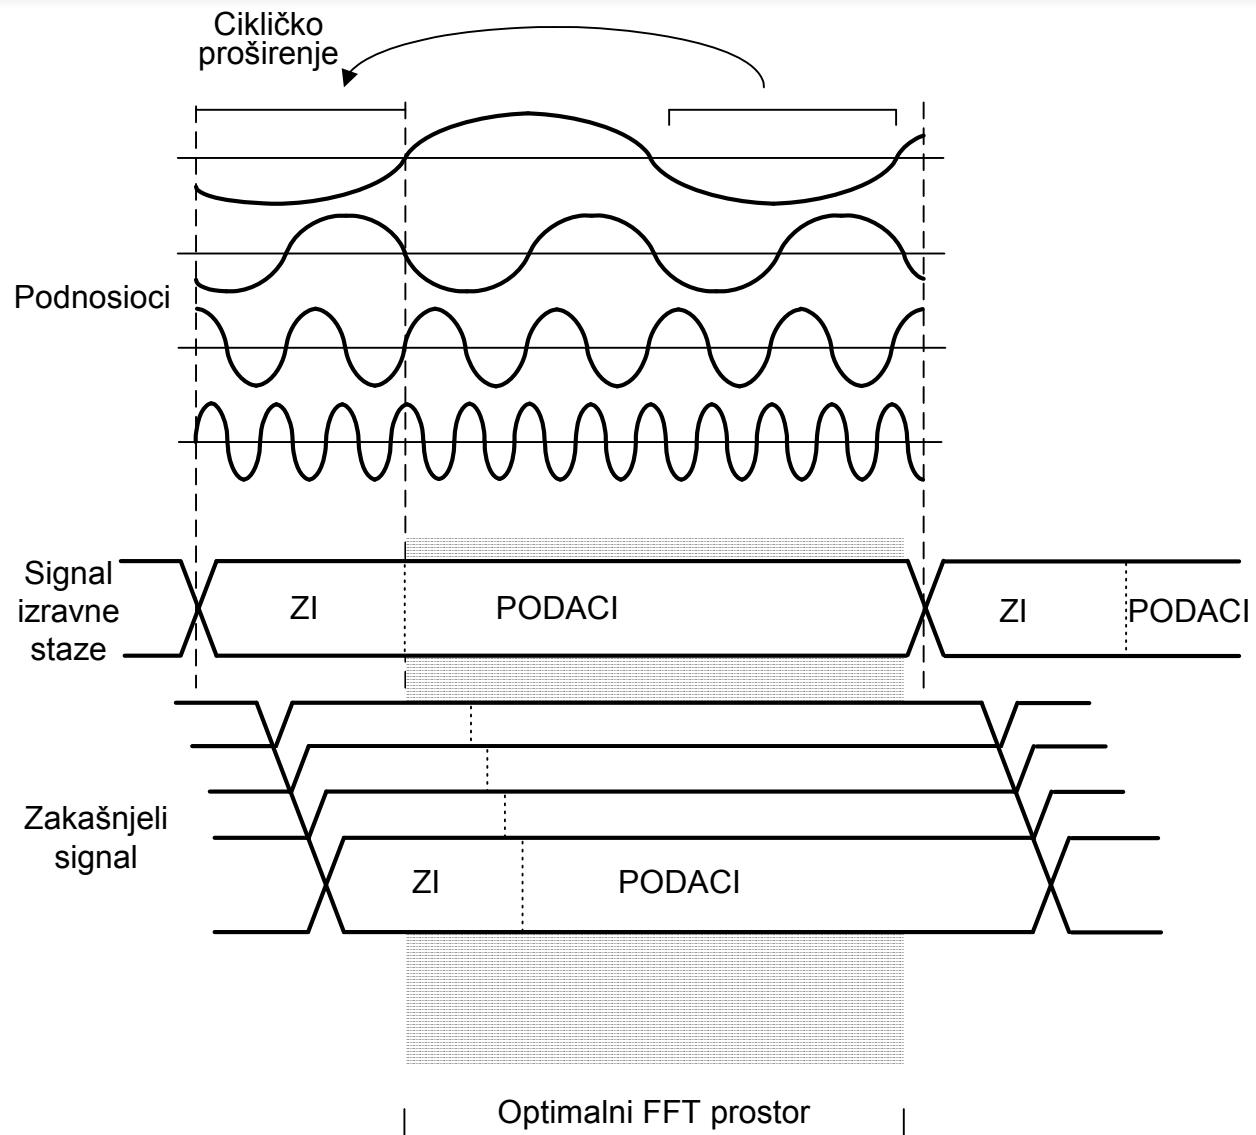 Cikličko
proširenje
Podnosioci
Signal
izravne
staze
ZI
PODACI
ZI
PODACI
Zakašnjeli
signal
ZI
PODACI
Optimalni FFT prostor